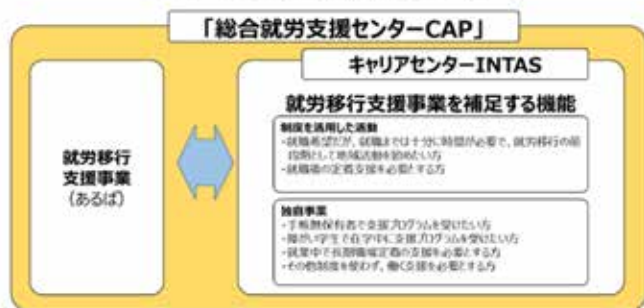 「総合就労支援センターCAP」
キャリアセンターINTAS
就労移行支援事業を補足する機能
就労移行
支援事業
（あるば）
制度を活用した活動
・就職希望だが、就職までは十分に時間が必要で、就労移行の前
段階として地域活動を始めたい方
・就職後の定着支援を必要とする方
独自事業
・手帳無保有者で支援プログラムを受けたい方
・障がい学生で在学中に支援プログラムを受けたい方
・就業中で長期職場定着の支援を必要とする方
・その他制度を使わず、働く支援を必要とする方